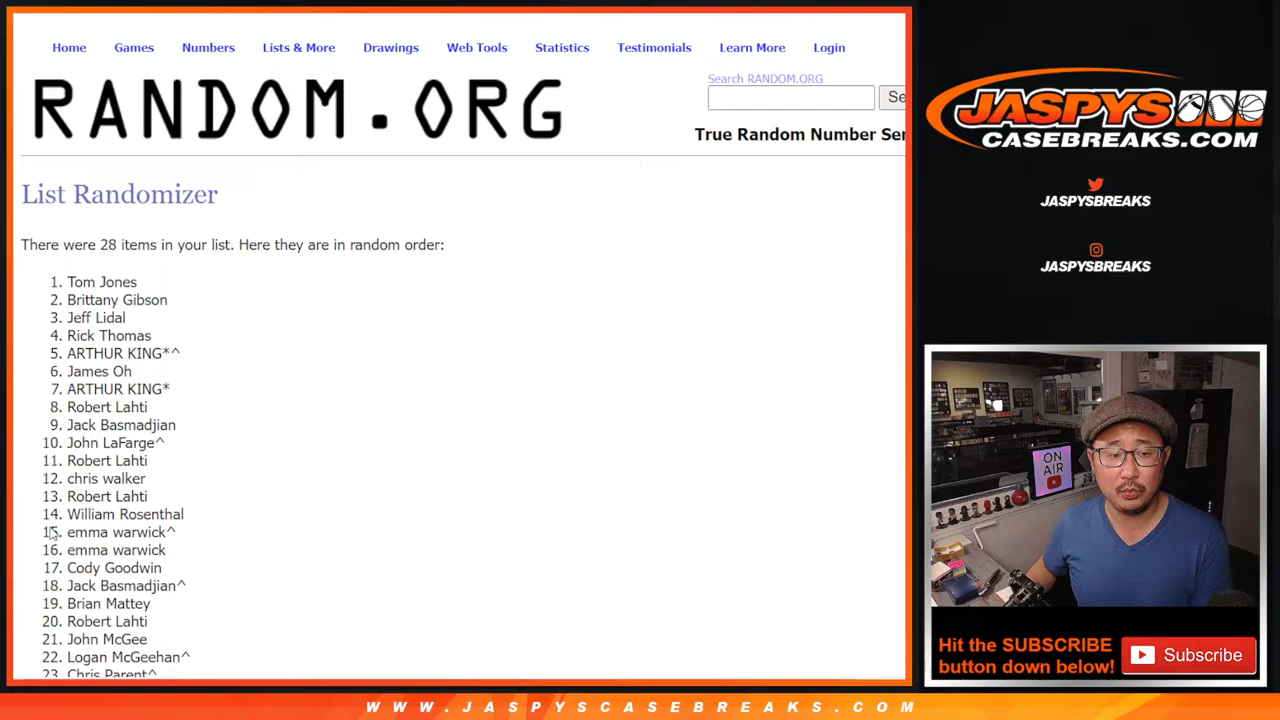 Home Games Numbers Lists & More Drawings Web Tools Statistics Testimonials Learn More Login
RANDOM.ORG
Search RANDOM.ORG
Se
True Random Number Ser
List Randomizer
There were 28 items in your list. Here they are in random order:
1. Tom Jones
2. Brittany Gibson
3. Jeff Lidal
4. Rick Thomas
5. ARTHUR KING*^
6. James Oh
7. ARTHUR KING*
8. Robert Lahti
9. Jack Basmadjian
10. John LaFarge^
11. Robert Lahti
12. chris walker
13. Robert Lahti
14. William Rosenthal
15. emma warwick^
16. emma warwick
17. Cody Goodwin
18. Jack Basmadjian^
19. Brian Mattey
20. Robert Lahti
21. John McGee
22. Logan McGeehan^
23. Chris Parent^
JASPYS
CASEBREAKS.COM
JASPYSBREAKS
JASPYSBREAKS
ON
AIR
Hit the SUBSCRIBE
button down below!
Subscribe
WWW.JASPYSCASEBREAKS.COM